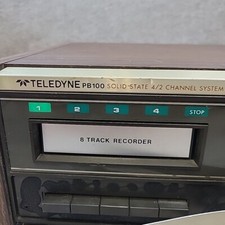 TELEDYNE PB100 SOLID STATE 4/2 CHANNEL SYSTEM
1 2 3 4 STOP
8 TRACK RECORDER